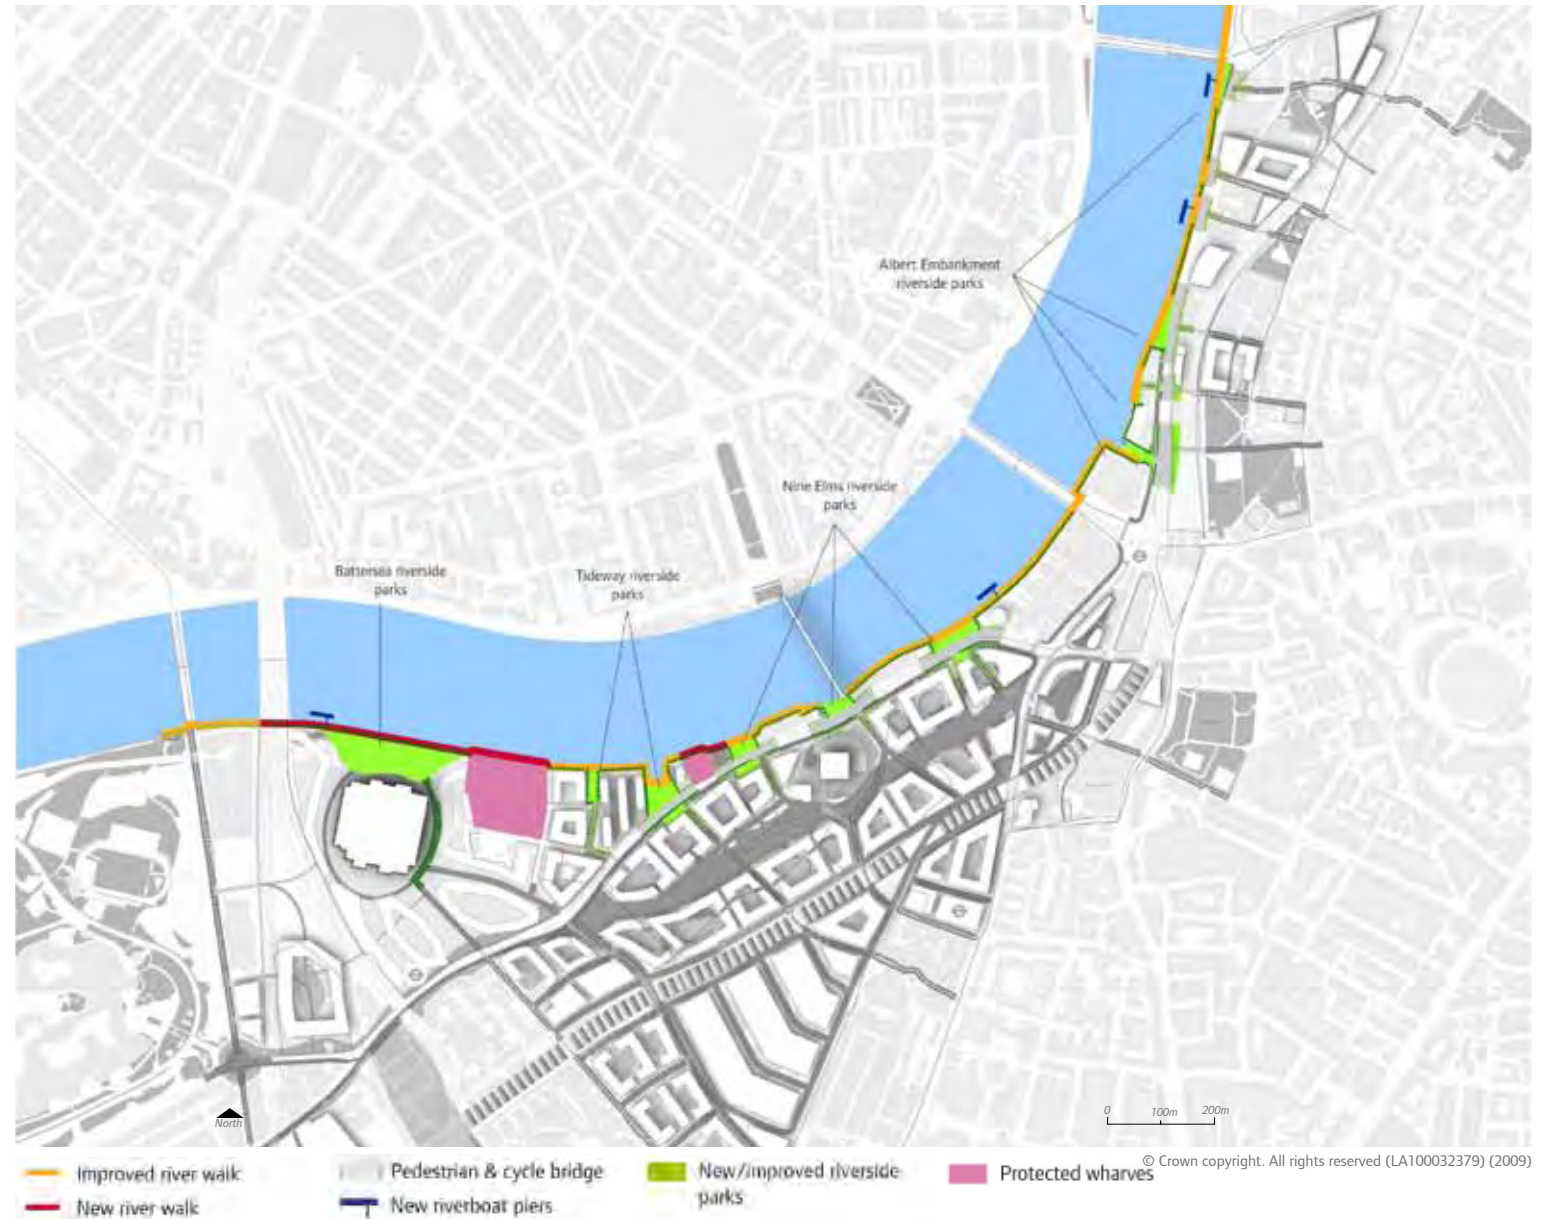 Albert Embankment
riverside parks
Nine Elms riverside
parks
Battersea riverside
parks
Tideway riverside
parks
North
0 100m 200m
© Crown copyright. All rights reserved (LA100032379) (2009)
Improved river walk
New river walk
Pedestrian & cycle bridge
New riverboat piers
New/improved riverside
parks
Protected wharves